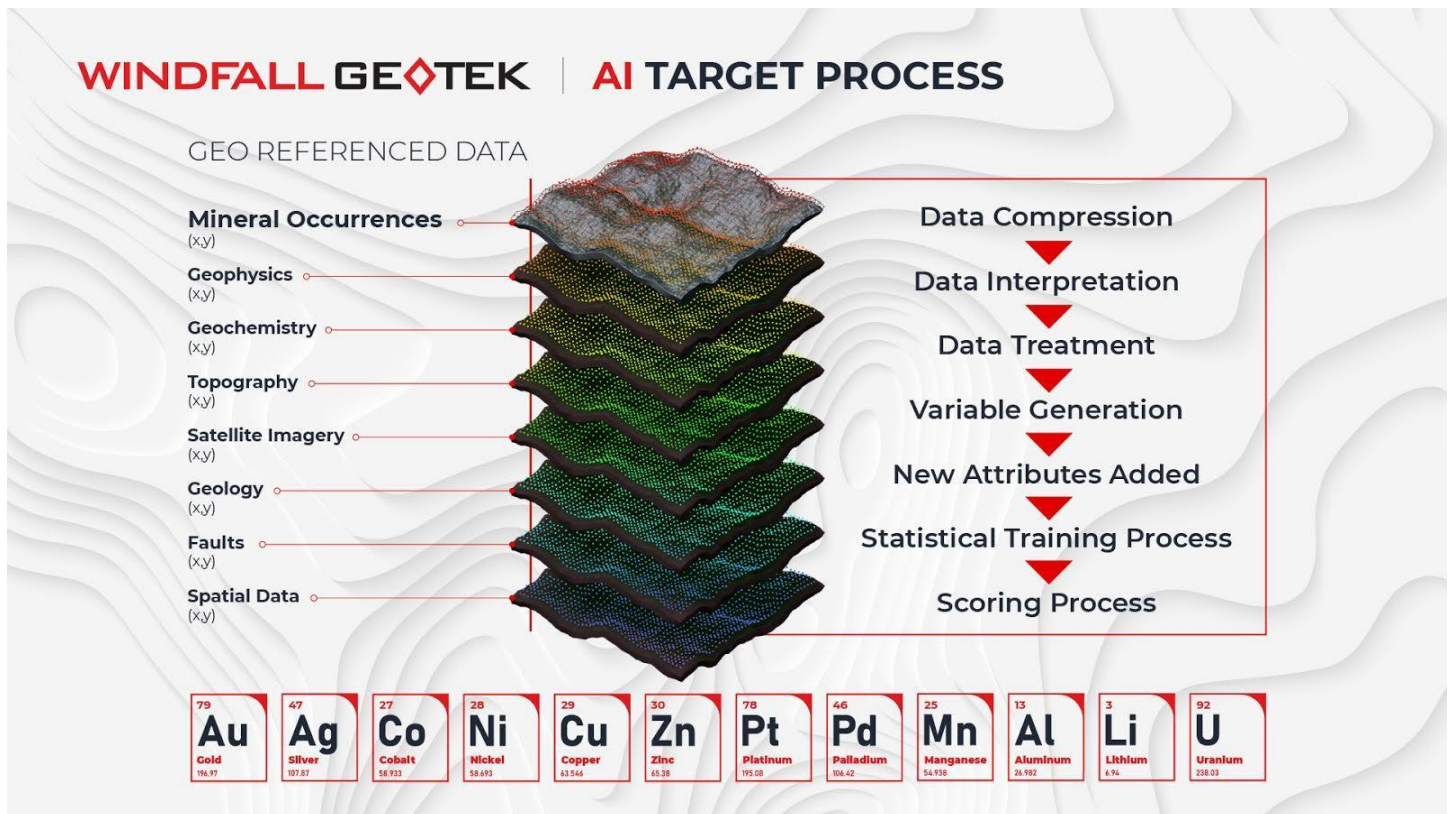 WINDFALL GEOTEK | AI TARGET PROCESS
GEO REFERENCED DATA
Mineral Occurrences
(x,y)
Geophysics
(x,y)
Geochemistry
(x,y)
Topography
(x,y)
Satellite Imagery
(x,y)
Geology
(x,y)
Faults
(x,y)
Spatial Data
(x,y)
Data Compression
Data Interpretation
Data Treatment
Variable Generation
New Attributes Added
Statistical Training Process
Scoring Process
79
Au
Gold
196.97
47
Ag
Silver
107.87
27
Co
Cobalt
58.933
28
Ni
Nickel
58.693
29
Cu
Copper
63.546
30
Zn
Zinc
65.38
78
Pt
Platinum
195.08
46
Pd
Palladium
106.42
25
Mn
Manganese
54.938
13
Al
Aluminum
26.982
3
Li
Lithium
6.94
92
U
Uranium
238.03